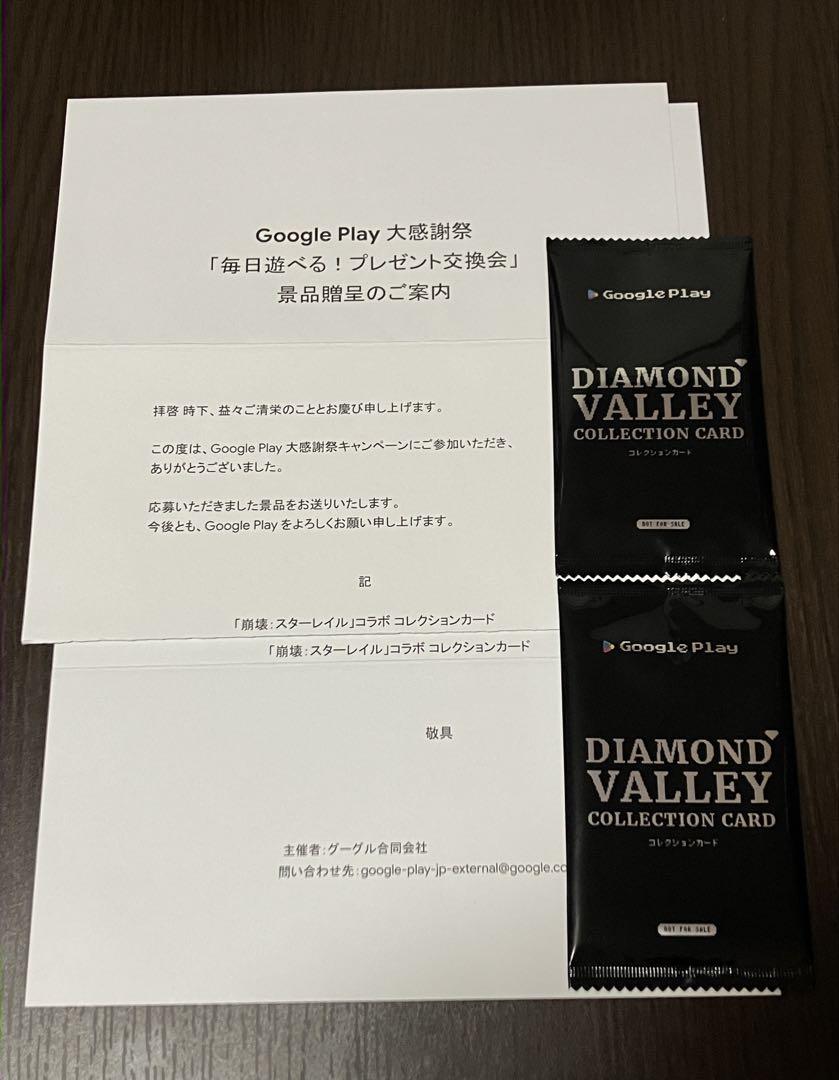 Google Play 大感謝祭
「毎日遊べる！プレゼント交換会」
景品贈呈のご案内
拝啓 時下、益々ご清栄のこととお慶び申し上げます。
この度は、Google Play 大感謝祭キャンペーンにご参加いただき、
ありがとうございました。
応募いただきました景品をお送りいたします。
今後とも、Google Play をよろしくお願い申し上げます。
記
「崩壊：スターレイル」コラボ コレクションカード
「崩壊：スターレイル」コラボ コレクションカード
敬具
主催者：グーグル合同会社
問い合わせ先：google-play-jp-external@google.co
Google Play
DIAMOND
VALLEY
COLLECTION CARD
コレクションカード
NOT FOR SALE
Google Play
DIAMOND
VALLEY
COLLECTION CARD
コレクションカード
NOT FOR SALE